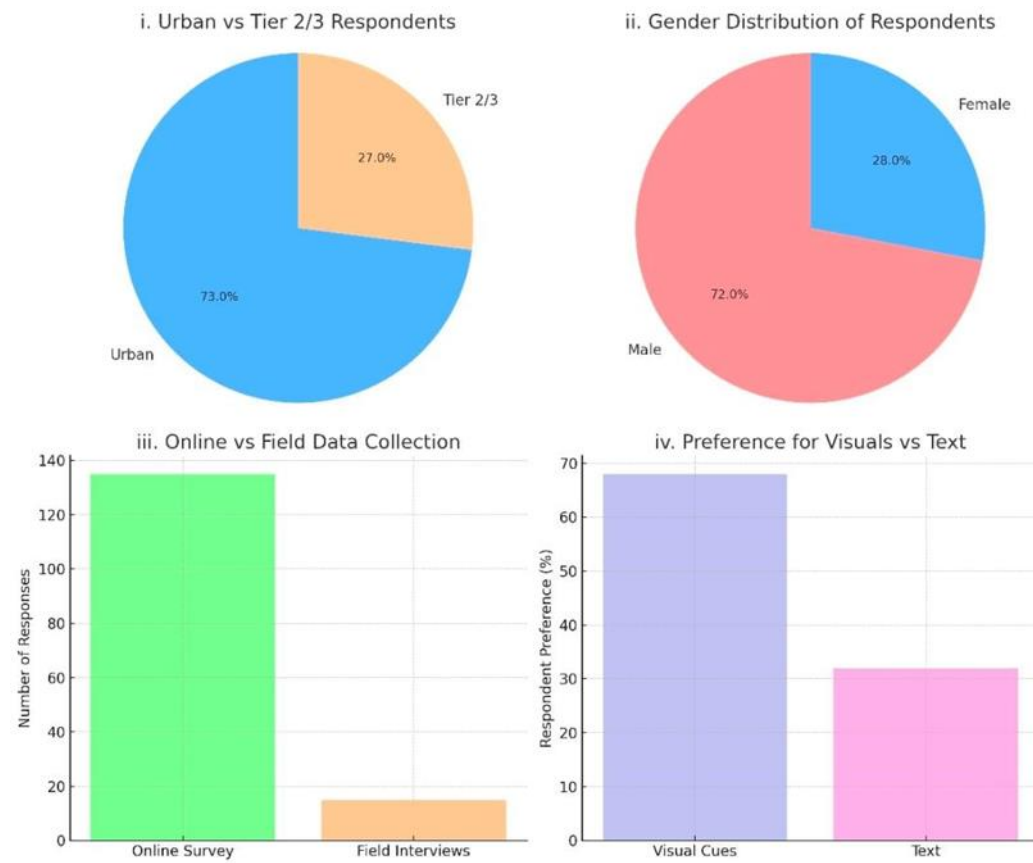 i. Urban vs Tier 2/3 Respondents
Tier 2/3
27.0%
73.0%
Urban
ii. Gender Distribution of Respondents
Female
28.0%
72.0%
Male
iii. Online vs Field Data Collection
Number of Responses
140
120
100
80
60
40
20
0
Online Survey
Field Interviews
iv. Preference for Visuals vs Text
Respondent Preference (%)
70
60
50
40
30
20
10
0
Visual Cues
Text